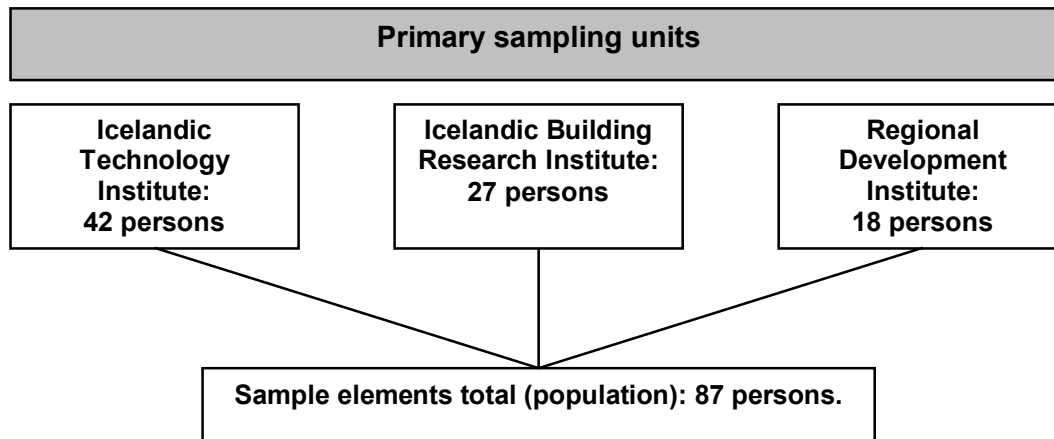 Primary sampling units
Icelandic
Technology
Institute:
42 persons
Icelandic Building
Research Institute:
27 persons
Regional
Development
Institute:
18 persons
Sample elements total (population): 87 persons.